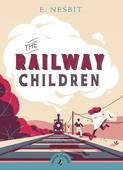 E. NESBIT
THE
RAILWAY
CHILDREN